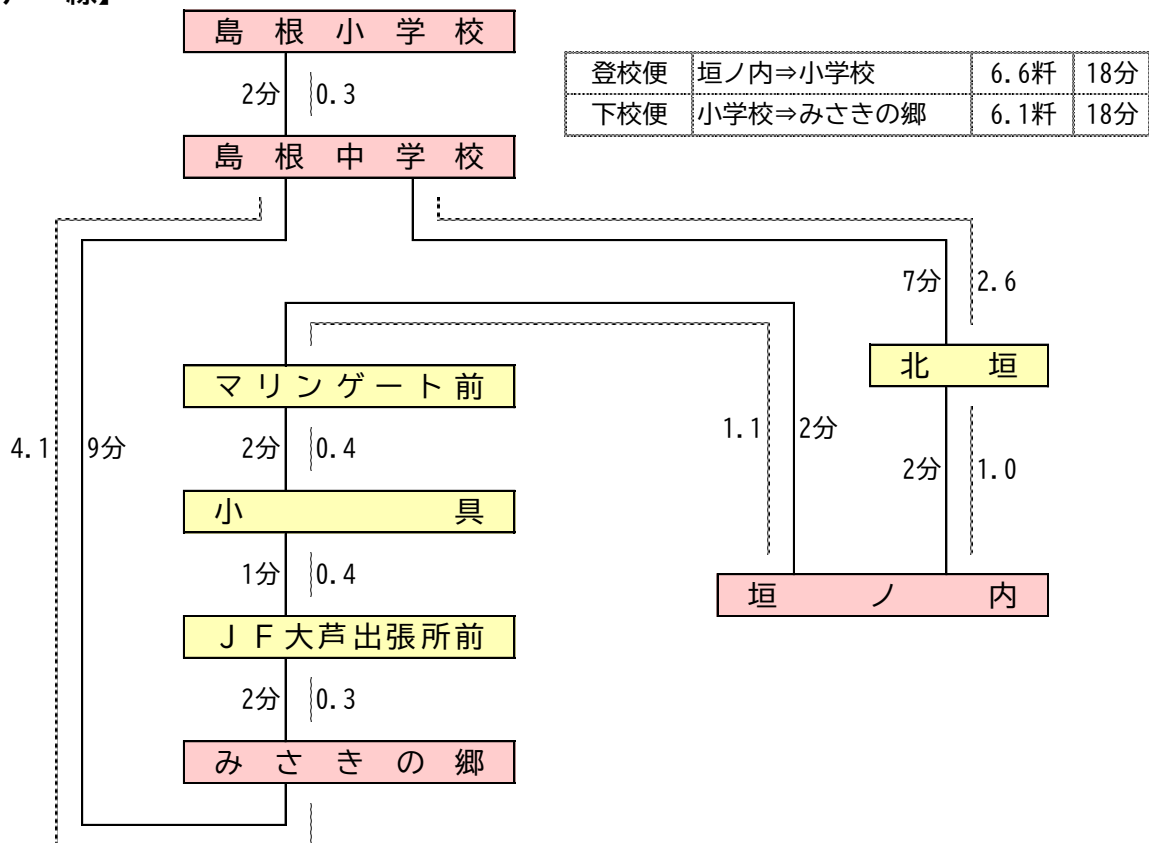 線】
島根小学校
登校便 垣ノ内⇒小学校 6.6粁 18分
2分 0.3
下校便 小学校⇒みさきの郷 6.1粁 18分
島根中学校
7分 2.6
北垣
マリンゲート前
4.1 9分 2分 0.4 1.1 2分
2分 1.0
小具
1分 0.4
垣ノ内
JF大芦出張所前
2分 0.3
みさきの郷